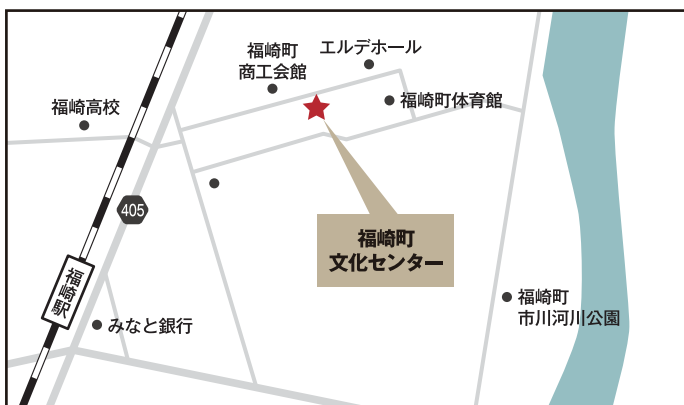 エルデホール
福崎町
商工会館
福崎高校
福崎町体育館
405
福崎町
文化センター
福崎駅
福崎町
市川河川公園
みなと銀行